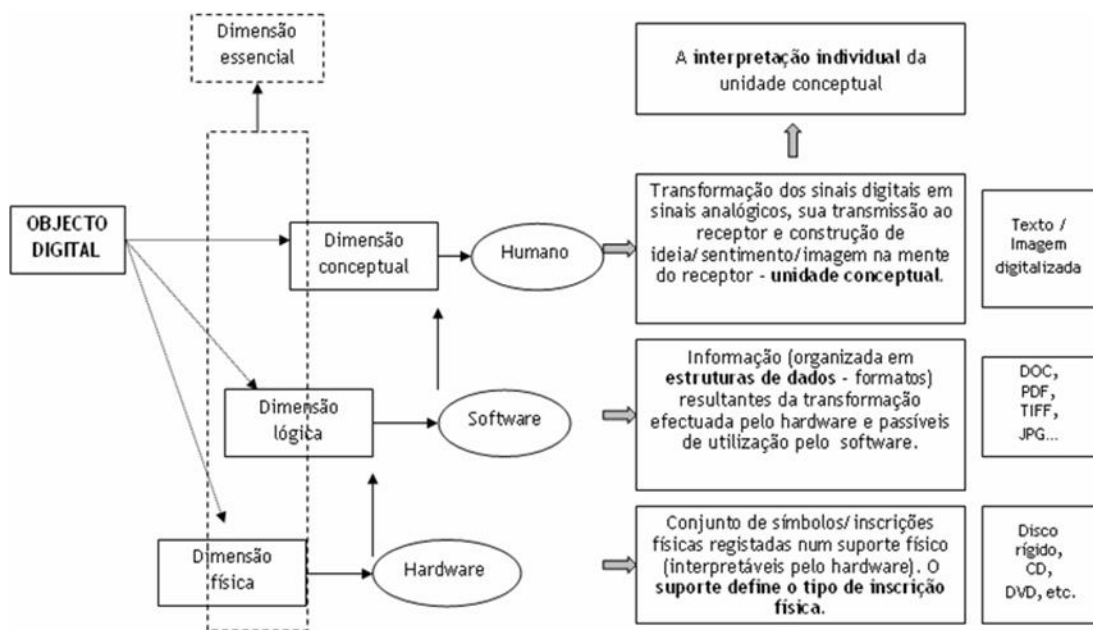 Dimensão
essencial
A interpretação individual da
unidade conceptual
OBJECTO
DIGITAL
Dimensão
conceptual
Humano
Transformação dos sinais digitais em
sinais analógicos, sua transmissão ao
receptor e construção de
ideia/sentimento/imagem na mente
do receptor - unidade conceptual.
Texto /
Imagem
digitalizada
Dimensão
lógica
Software
Informação (organizada em
estruturas de dados - formatos)
resultantes da transformação
efectuada pelo hardware e passíveis
de utilização pelo software.
DOC,
PDF,
TIFF,
JPG...
Dimensão
física
Hardware
Conjunto de símbolos/inscrições
físicas registadas num suporte físico
(interpretáveis pelo hardware). O
suporte define o tipo de inscrição
física.
Disco
rígido,
CD,
DVD, etc.